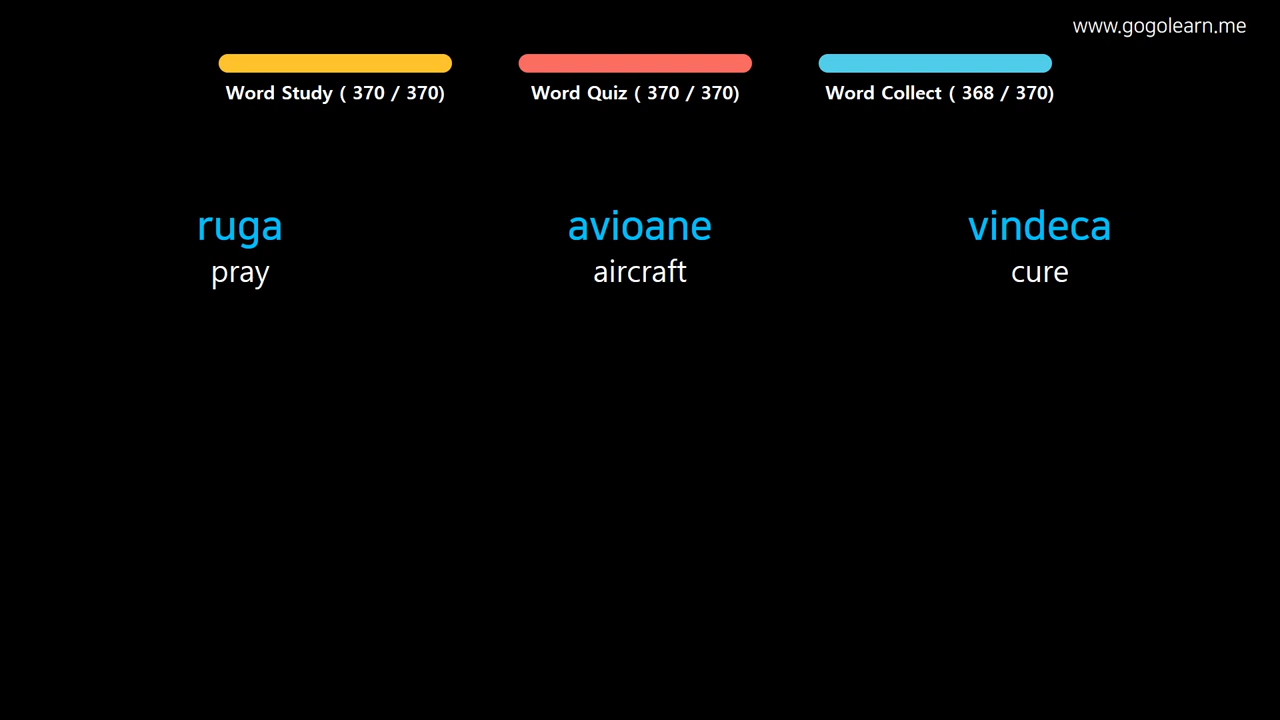 www.gogolearn.me
Word Study ( 370 / 370)
Word Quiz ( 370 / 370)
Word Collect ( 368 / 370)
ruga
pray
avioane
aircraft
vindeca
cure